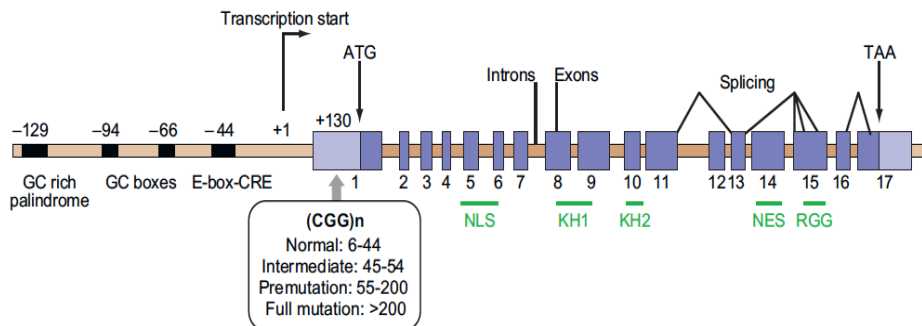 Transcription start
ATG
TAA
Introns Exons
Splicing
–129 –94 –66 –44 +1 +130
GC rich
palindrome
GC boxes
E-box-CRE
1 2 3 4 5 6 7 8 9 10 11 12 13 14 15 16 17
NLS KH1 KH2 NES RGG
(CGG)n
Normal: 6-44
Intermediate: 45-54
Premutation: 55-200
Full mutation: >200